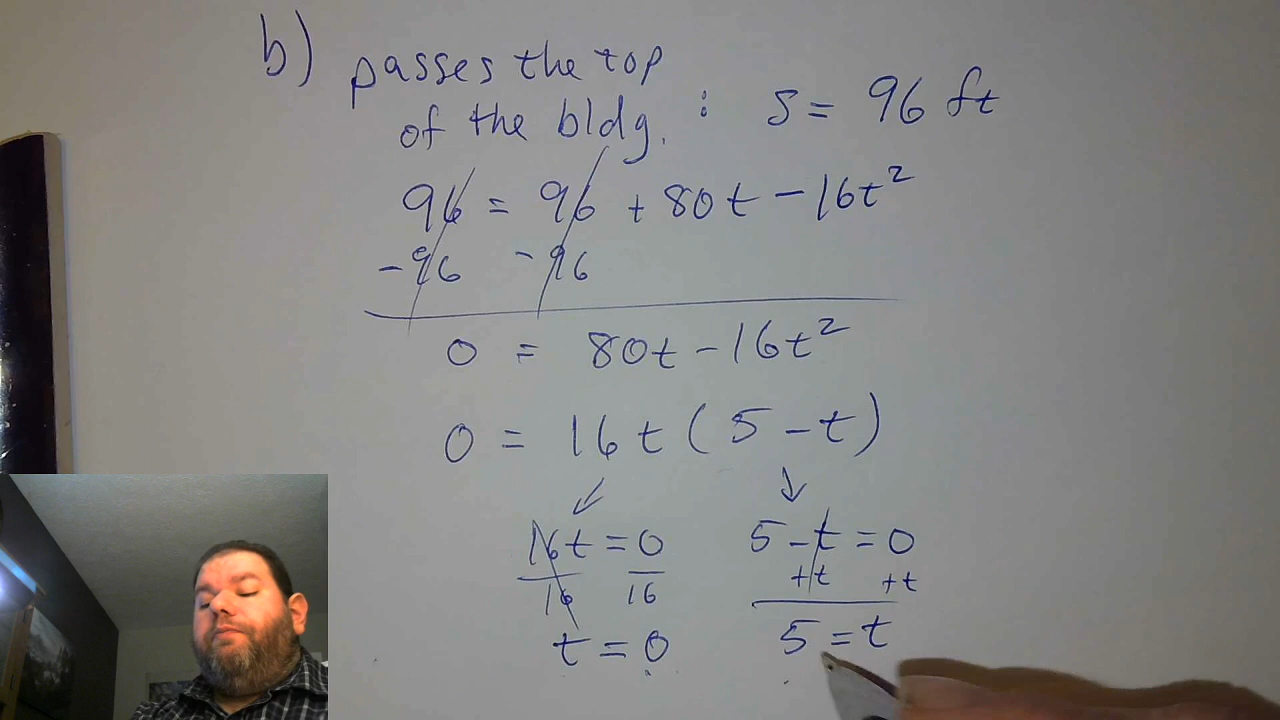 b) passes the top
of the bldg. : S = 96 ft
96 = 96 + 80t - 16t²
-96 -96
0 = 80t - 16t²
0 = 16t(5 - t)
16t = 0 5 - t = 0
16 16 +t +t
t = 0 5 = t